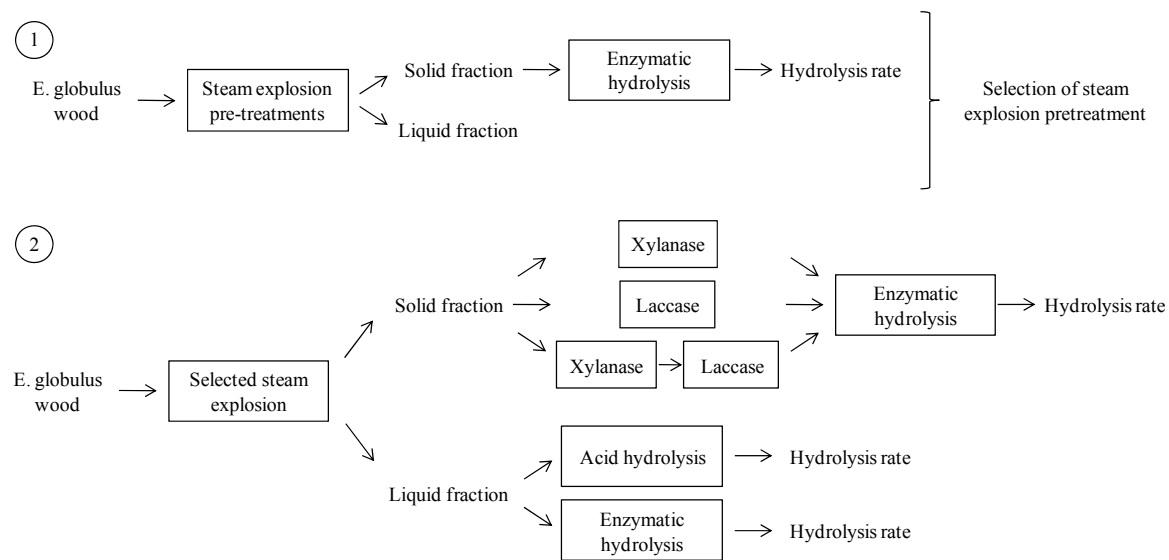 1
E. globulus
wood
Steam explosion
pre-treatments
Solid fraction
Liquid fraction
Enzymatic
hydrolysis
Hydrolysis rate
Selection of steam
explosion pretreatment
2
E. globulus
wood
Selected steam
explosion
Solid fraction
Xylanase
Laccase
Xylanase
Laccase
Enzymatic
hydrolysis
Hydrolysis rate
Liquid fraction
Acid hydrolysis
Hydrolysis rate
Enzymatic
hydrolysis
Hydrolysis rate